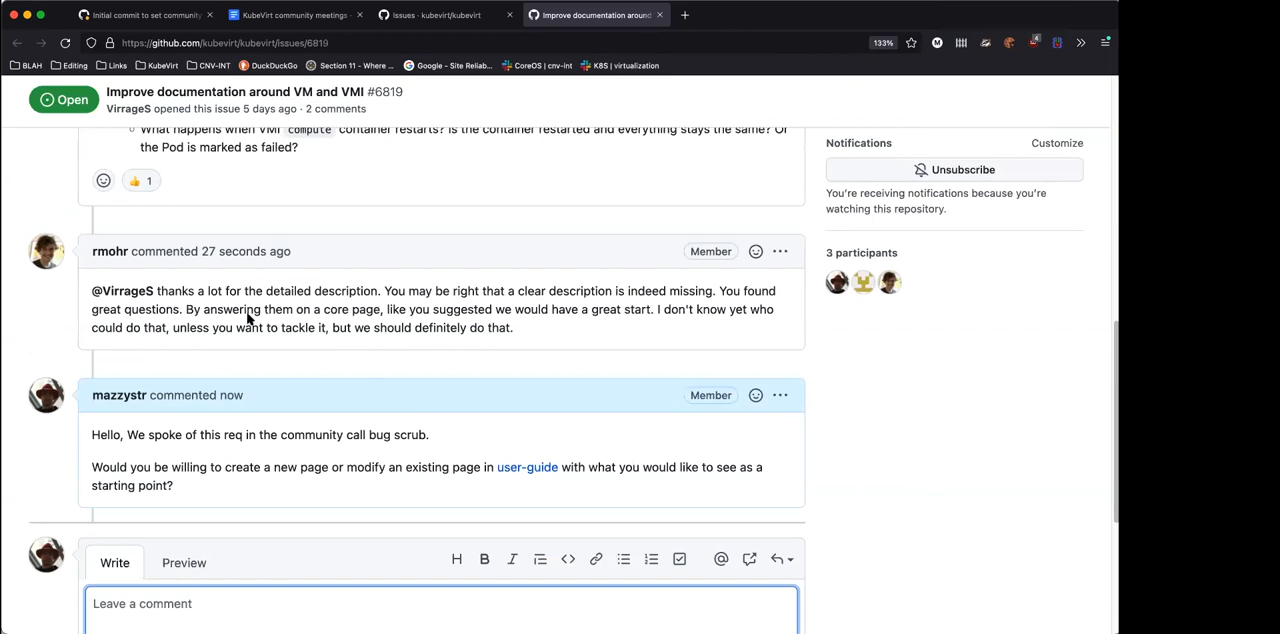 Initial commit to set community
KubeVirt community meetings -
Issues · kubevirt/kubevirt
Improve documentation around
https://github.com/kubevirt/kubevirt/issues/6819
133%
M
4
BLAH
Editing
Links
KubeVirt
CNV-INT
DuckDuckGo
Section 11 - Where ...
Google - Site Reliab...
CoreOS | cnv-int
K8S | virtualization
Open
Improve documentation around VM and VMI #6819
VirrageS opened this issue 5 days ago · 2 comments
What happens when VMI compute container restarts? Is the container restarted and everything stays the same? Or
the Pod is marked as failed?
1
Notifications
Customize
Unsubscribe
You're receiving notifications because you're
watching this repository.
3 participants
rmohr commented 27 seconds ago
Member
@VirrageS thanks a lot for the detailed description. You may be right that a clear description is indeed missing. You found
great questions. By answering them on a core page, like you suggested we would have a great start. I don't know yet who
could do that, unless you want to tackle it, but we should definitely do that.
mazzystr commented now
Member
Hello, We spoke of this req in the community call bug scrub.
Would you be willing to create a new page or modify an existing page in user-guide with what you would like to see as a
starting point?
Write
Preview
Leave a comment